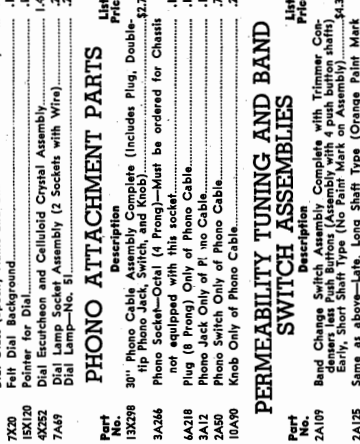 7X20 Felt Dial Background
15X120 Pointer for Dial
4X252 Dial Escutcheon and Celluloid Crystal Assembly
7A69 Dial Lamp Socket Assembly (2 Sockets with Wire)
Dial Lamp—No. 51
PHONO ATTACHMENT PARTS
Part No. Description List Price
13X298 30" Phono Cable Assembly Complete (Includes Plug, Double-
tip Phono Jack, Switch, and Knob)
3A266 Phono Socket—Octal (4 Prong)—Must be ordered for Chassis
not equipped with this socket
6A218 Plug (8 Prong) Only of Phono Cable
3A12 Phono Jack Only of Phono Cable
2A50 Phono Switch Only of Phono Cable
10A90 Knob Only of Phono Cable
PERMEABILITY TUNING AND BAND
SWITCH ASSEMBLIES
Part No. Description List Price
2A109 Band Change Switch Assembly Complete with Trimmer Con-
densers less Push Buttons (Assembly with 4 push button shafts)
Early, Short Shaft Type (No Paint Mark on Assembly)
2A125 Same as above—Late, Long Shaft Type (Orange Paint Mark